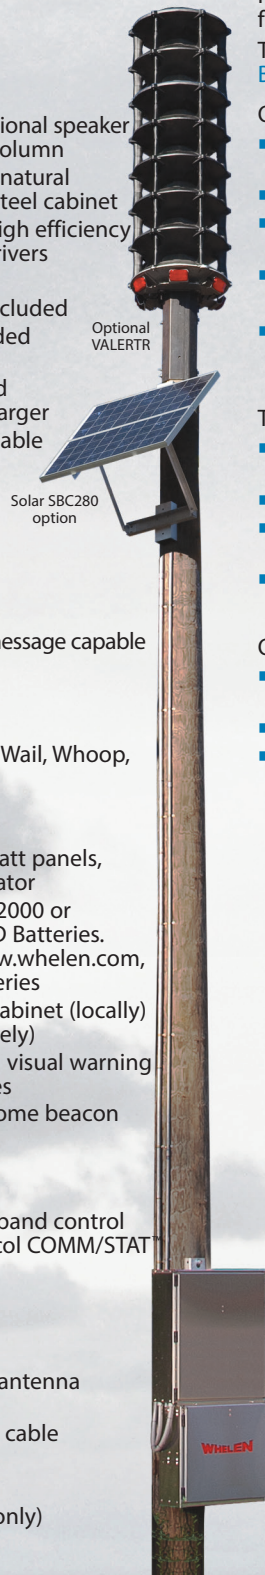 ional speaker
olumn
natural
teel cabinet
igh efficiency
rivers
cluded
ded
Optional
VALERTR
d
arger
able
Solar SBC280
option
nessage capable
Wail, Whoop,
att panels,
ator
2000 or
D Batteries.
w.whelen.com,
eries
abinet (locally)
ely)
visual warning
es
ome beacon
band control
col COMM/STAT™
antenna
cable
only)
WHELEN
f
T
B
C
T
C